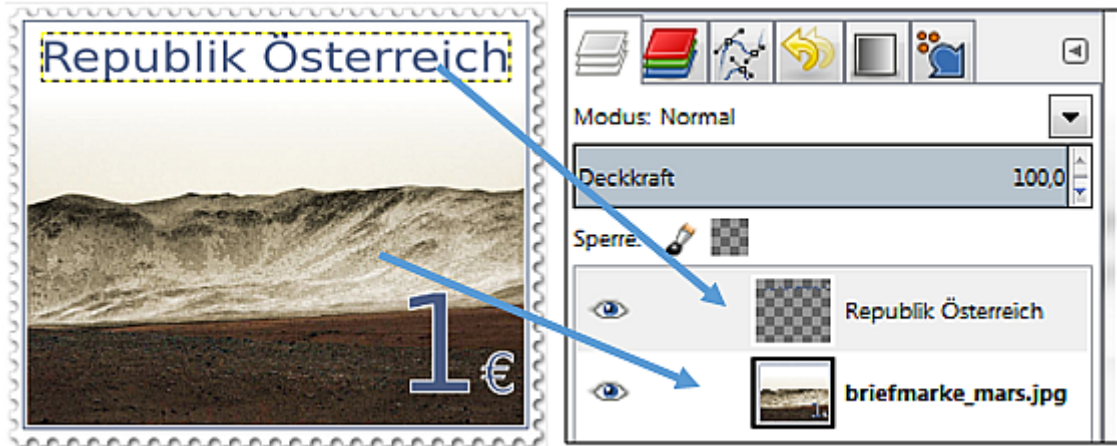 Republik Österreich
1€
Modus: Normal
Deckkraft 100,0
Sperre:
Republik Österreich
briefmarke_mars.jpg